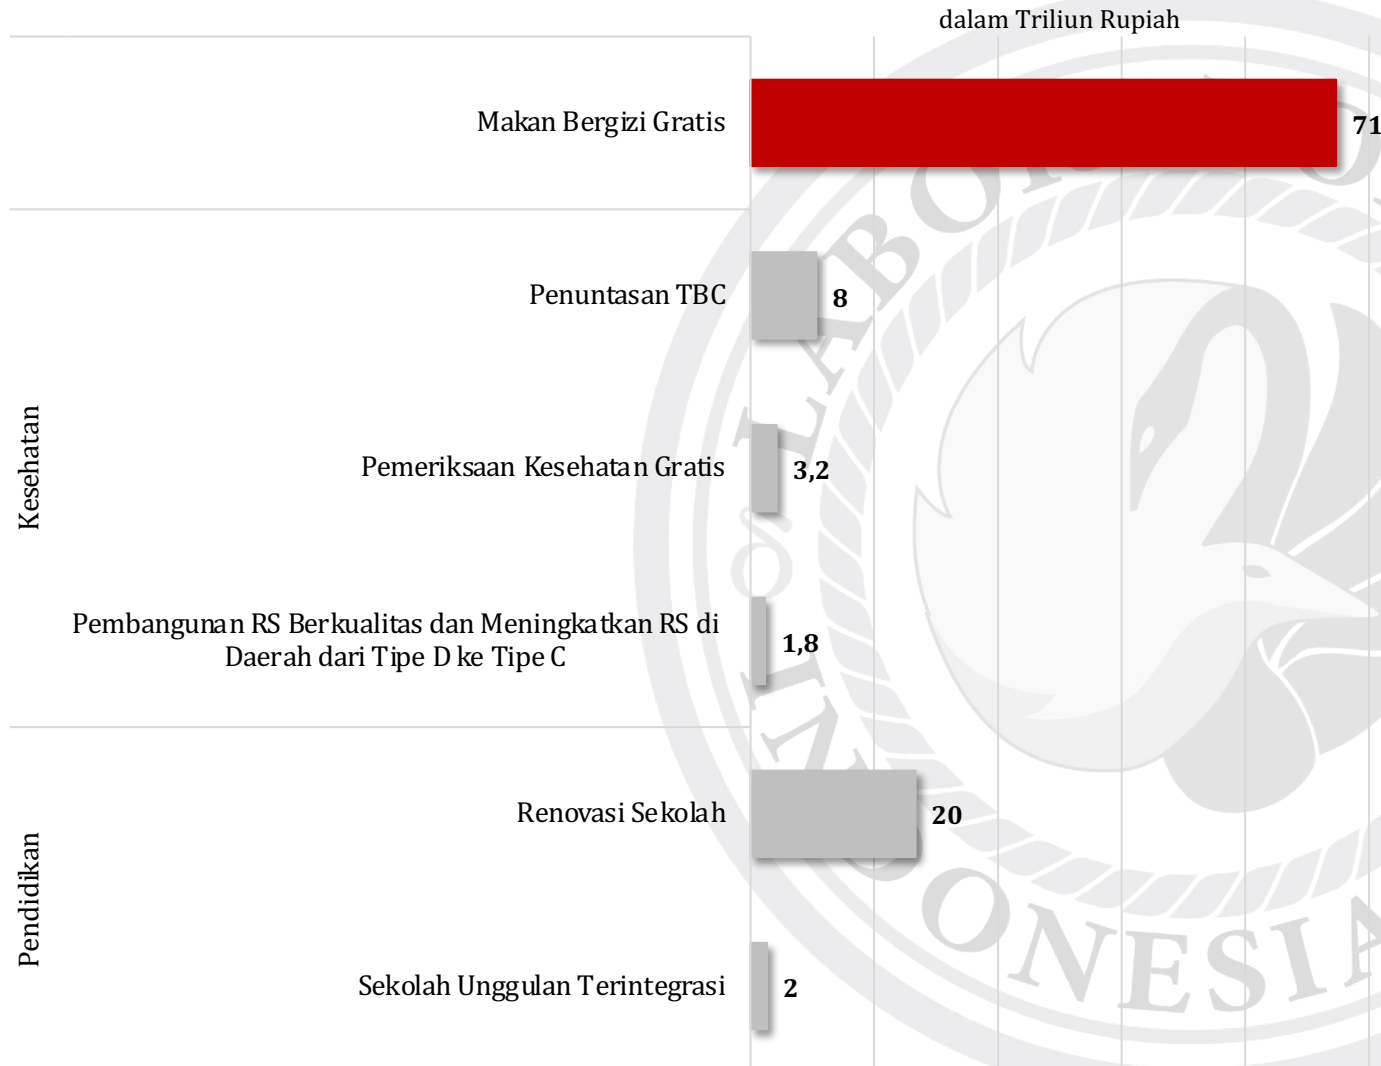 dalam Triliun Rupiah
Makan Bergizi Gratis
71
Kesehatan
Penuntasan TBC
8
Pemeriksaan Kesehatan Gratis
3,2
Pembangunan RS Berkualitas dan Meningkatkan RS di
Daerah dari Tipe D ke Tipe C
1,8
Pendidikan
Renovasi Sekolah
20
Sekolah Unggulan Terintegrasi
2
INDONESIA